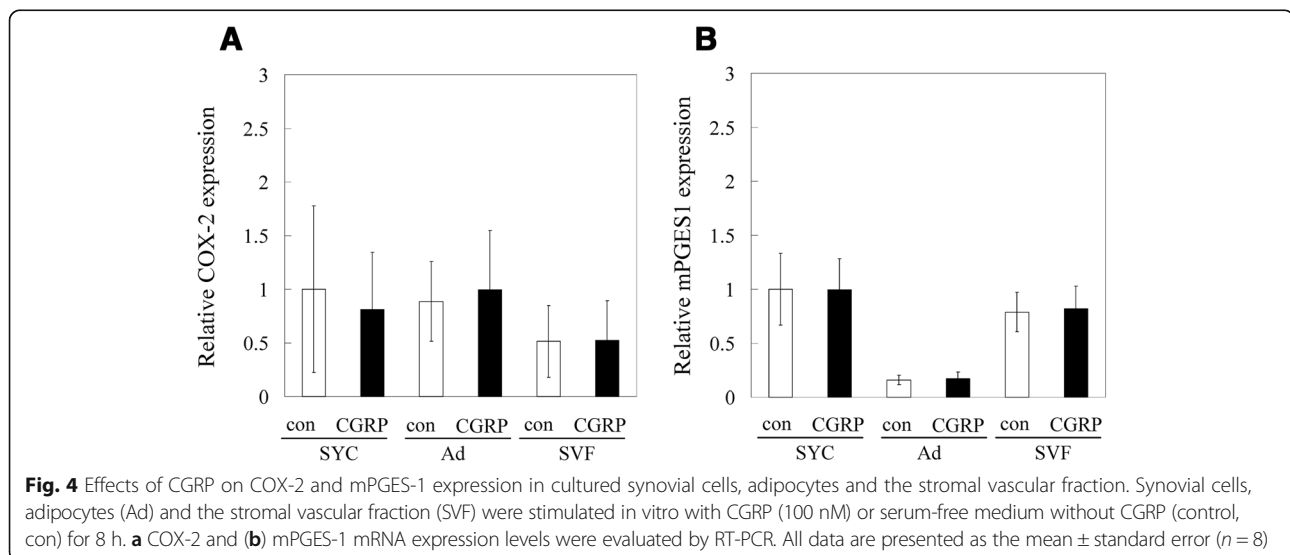 A
B
3
2.5
2
1.5
1
0.5
0
Relative COX-2 expression
con CGRP con CGRP con CGRP
SYC Ad SVF
3
2.5
2
1.5
1
0.5
0
Relative mPGES1 expression
con CGRP con CGRP con CGRP
SYC Ad SVF
Fig. 4 Effects of CGRP on COX-2 and mPGES-1 expression in cultured synovial cells, adipocytes and the stromal vascular fraction. Synovial cells,
adipocytes (Ad) and the stromal vascular fraction (SVF) were stimulated in vitro with CGRP (100 nM) or serum-free medium without CGRP (control,
con) for 8 h. a COX-2 and (b) mPGES-1 mRNA expression levels were evaluated by RT-PCR. All data are presented as the mean ± standard error (n = 8)